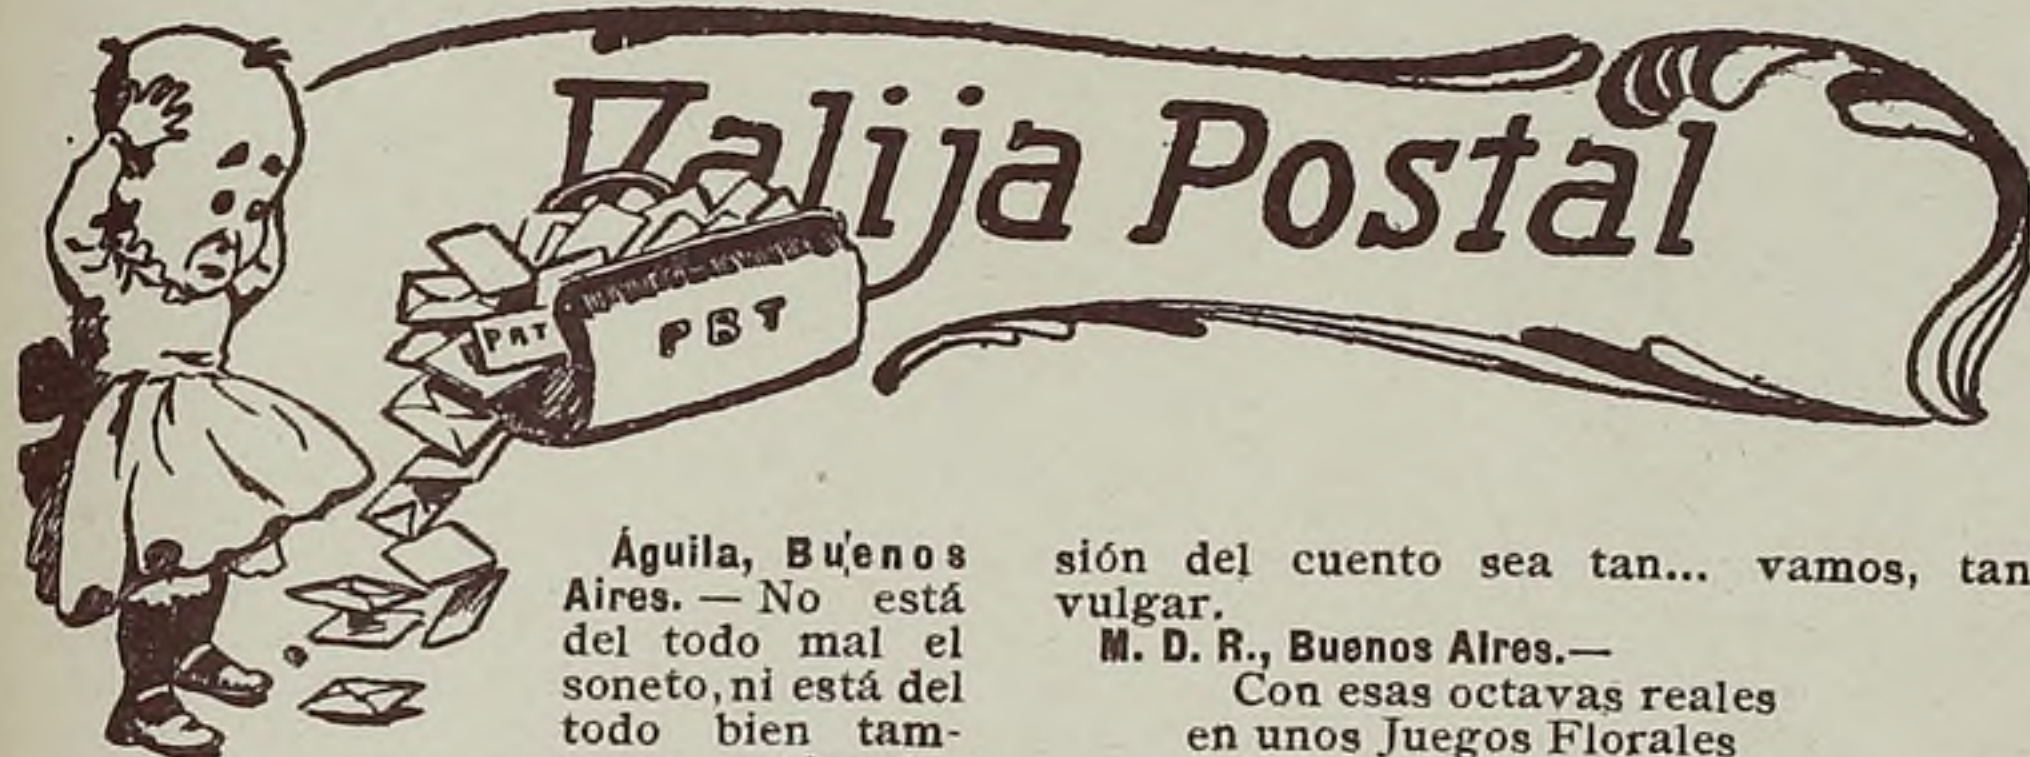 Valija Postal
PBT
PBT
Águila, Buenos
Aires. — No está
del todo mal el
soneto, ni está del
todo bien tam-
sión del cuento sea tan... vamos, tan
vulgar.
M. D. R., Buenos Aires.—
Con esas octavas reales
en unos Juegos Florales